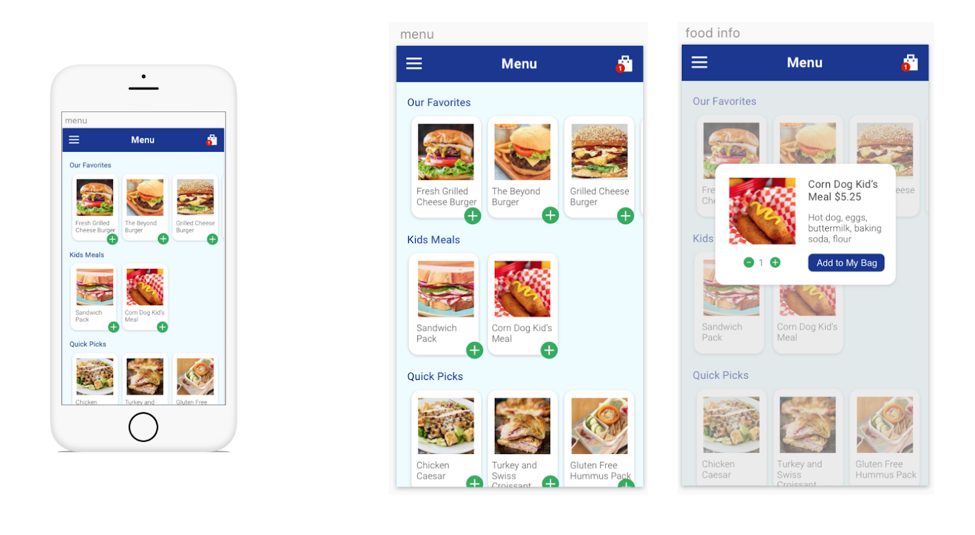 menu
Menu
1
Our Favorites
Fresh Grilled
Cheese Burger
The Beyond
Burger
Grilled Cheese
Burger
Kids Meals
Sandwich
Pack
Corn Dog Kid's
Meal
Quick Picks
Chicken
Turkey and
Gluten Free
menu
Menu
1
Our Favorites
Fresh Grilled
Cheese Burger
The Beyond
Burger
Grilled Cheese
Burger
Kids Meals
Sandwich
Pack
Corn Dog Kid's
Meal
Quick Picks
Chicken
Caesar
Turkey and
Swiss
Croissant
Gluten Free
Hummus Pack
food info
Menu
1
Our Favorites
Corn Dog Kid's
Meal $5.25
Hot dog, eggs,
buttermilk, baking
soda, flour
1
Add to My Bag
Kids
Sandwich
Pack
Corn Dog Kid's
Meal
Quick Picks
Chicken
Caesar
Turkey and
Swiss
Croissant
Gluten Free
Hummus Pack